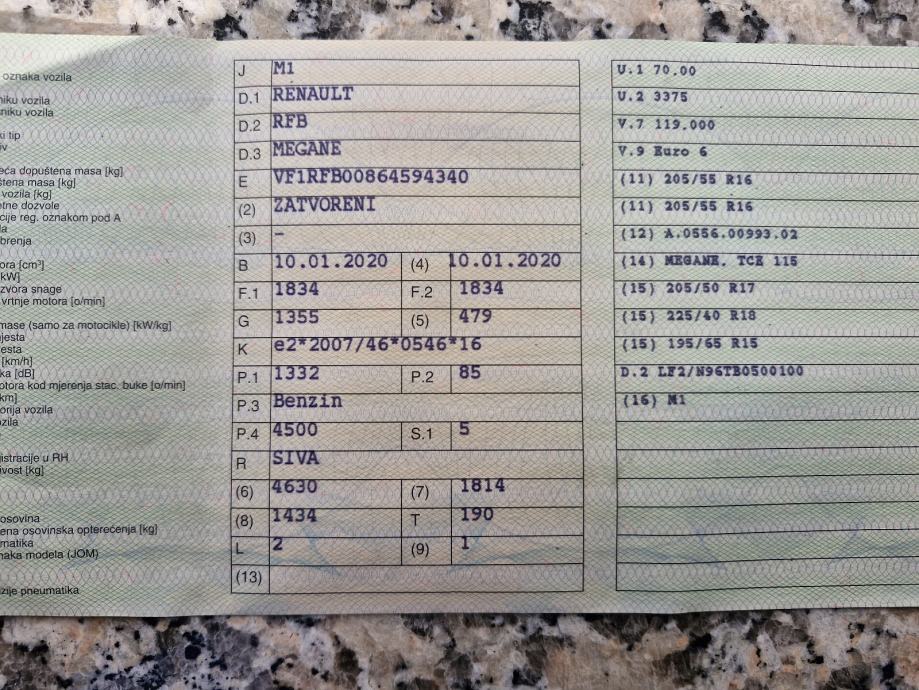 oznaka vozila
niku vozila
sniku vozila
ki tip
iv
eća dopuštena masa [kg]
štena masa [kg]
vozila [kg]
etne dozvole
cije reg. oznakom pod A
la
brenja
ora [cm³]
kW]
zvora snage
vrtnje motora [o/min]
mase (samo za motocikle) [kW/kg]
jesta
esta
[km/h]
ka [dB]
otora kod mjerenja stac. buke [o/min]
km]
orija vozila
zila
gistracije u RH
ivost [kg]
osovina
ena osovinska opterećenja [kg]
matika
naka modela (JOM)
zije pneumatika
J M1
D.1 RENAULT
D.2 RFB
D.3 MEGANE
E VF1RFB00864594340
(2) ZATVORENI
(3) –
B 10.01.2020 (4) 10.01.2020
F.1 1834 F.2 1834
G 1355 (5) 479
K e2*2007/46*0546*16
P.1 1332 P.2 85
P.3 Benzin
P.4 4500 S.1 5
R SIVA
(6) 4630 (7) 1814
(8) 1434 T 190
L 2 (9) 1
(13)
U.1 70.00
U.2 3375
V.7 119.000
V.9 Euro 6
(11) 205/55 R16
(11) 205/55 R16
(12) A.0556.00993.02
(14) MEGANE. TCE 115
(15) 205/50 R17
(15) 225/40 R18
(15) 195/65 R15
D.2 LF2/N96TB0500100
(16) M1